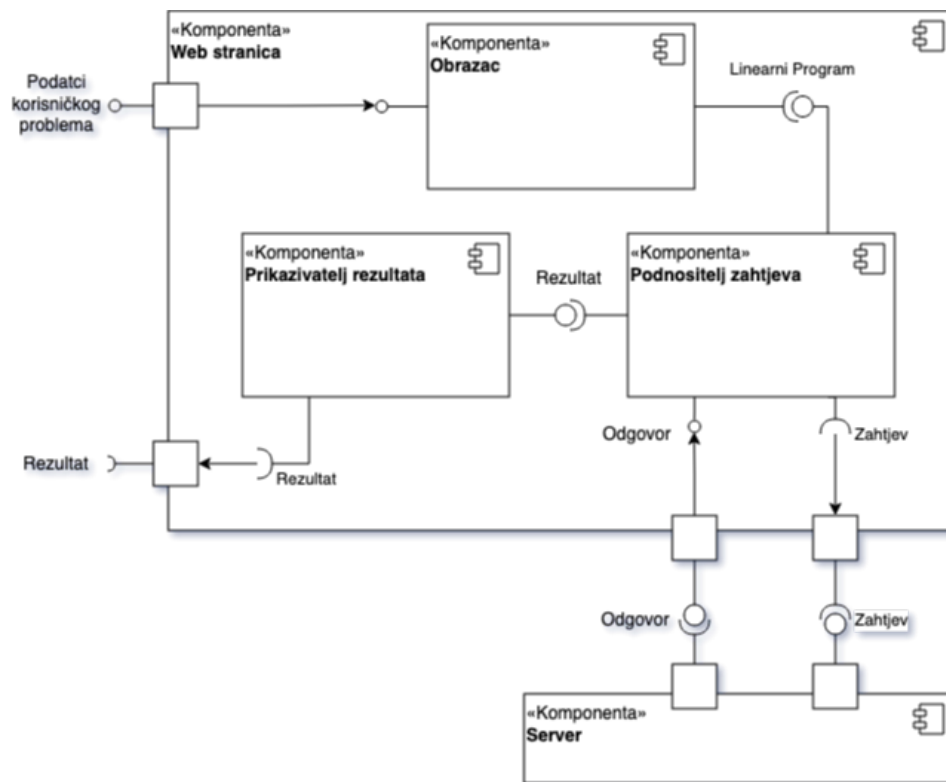 «Komponenta»
Web stranica
«Komponenta»
Obrazac
Linearni Program
Podatci
korisničkog
problema
«Komponenta»
Prikazivatelj rezultata
Rezultat
«Komponenta»
Podnositelj zahtjeva
Odgovor
Zahtjev
Rezultat
Rezultat
Odgovor
Zahtjev
«Komponenta»
Server